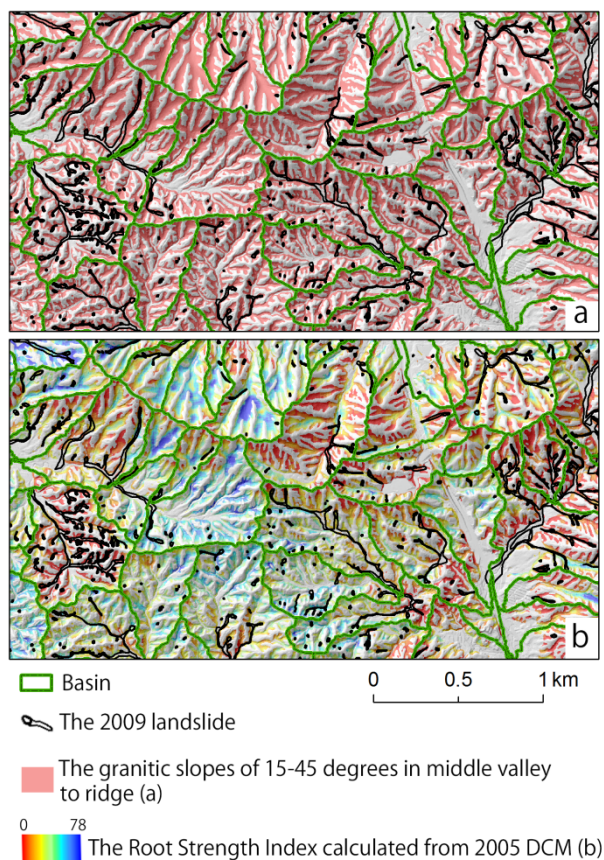 a
b
Basin
0 0.5 1 km
The 2009 landslide
The granitic slopes of 15-45 degrees in middle valley
to ridge (a)
0 78
The Root Strength Index calculated from 2005 DCM (b)